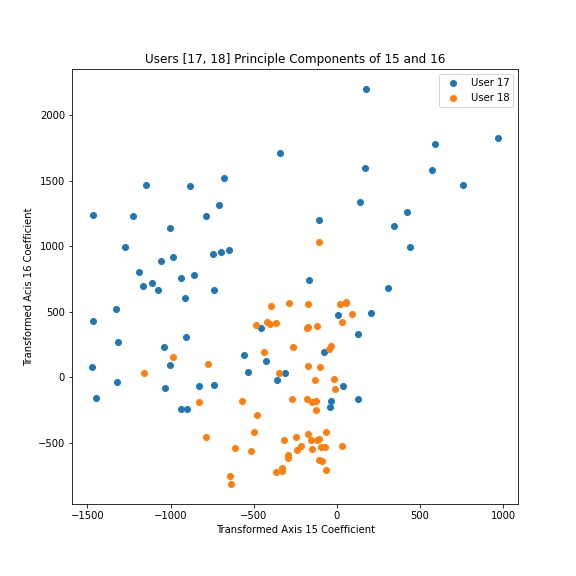 Users [17, 18] Principle Components of 15 and 16
User 17
User 18
Transformed Acis 16 Coefficient
2000
1500
1000
500
0
−500
−1500
−1000
−500
0
500
1000
Transformed Axis 15 Coefficient